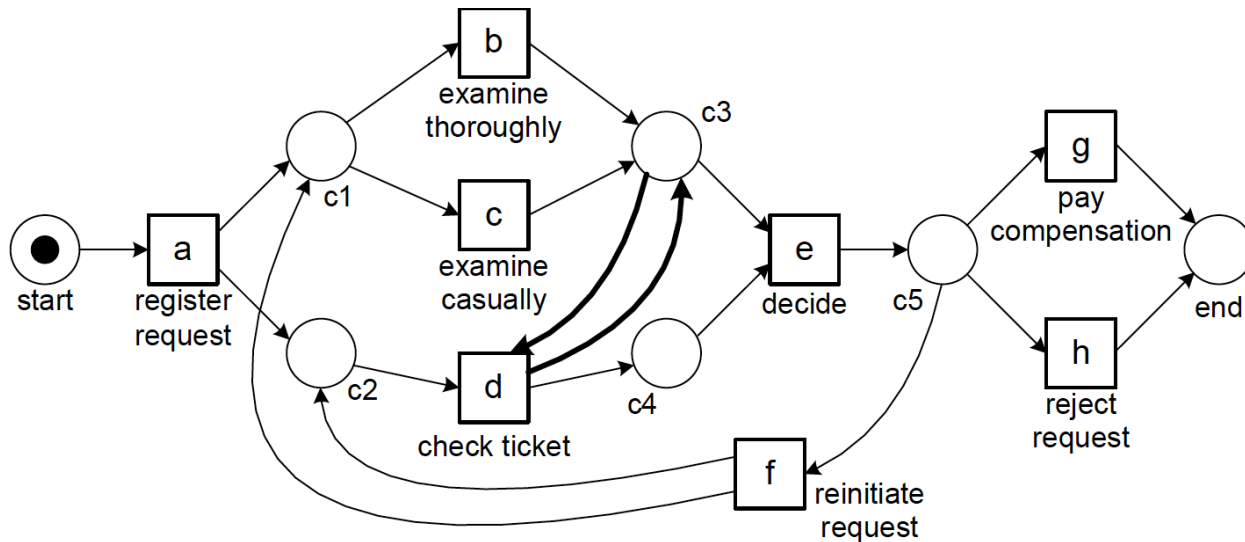 b
examine
thoroughly
c3
g
pay
compensation
c1
c
examine
casually
start
a
register
request
e
decide
c5
end
c2
d
check ticket
c4
h
reject
request
f
reinitiate
request